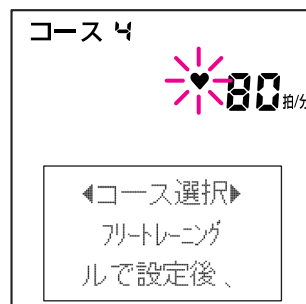 コース 4
♥80拍/分
◀コース選択▶
フリートレーニング
ルで設定後、